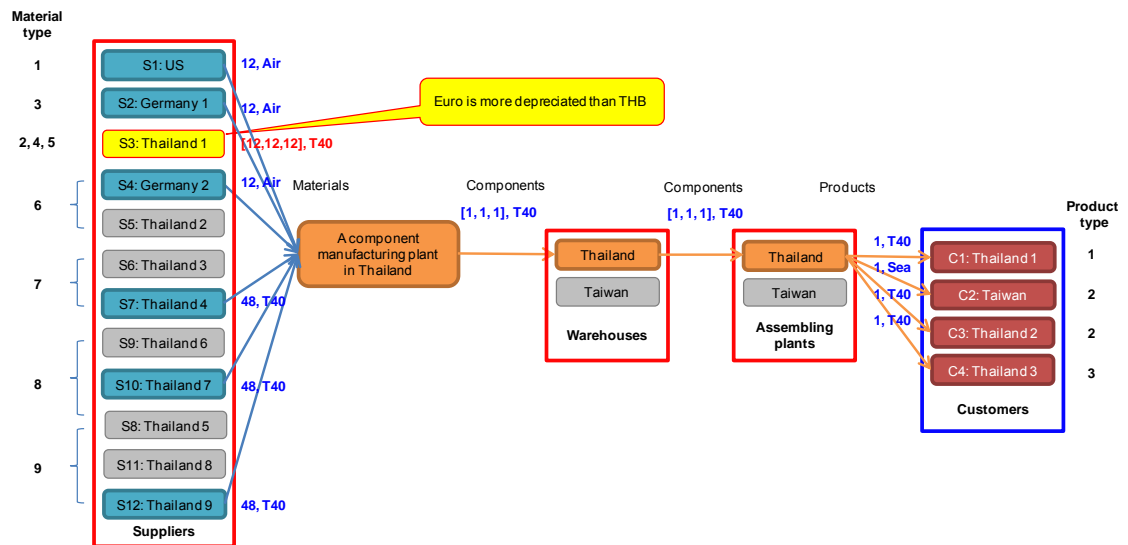 Material
type
1
3
2, 4, 5
6
7
8
9
S1: US
S2: Germany 1
S3: Thailand 1
S4: Germany 2
S5: Thailand 2
S6: Thailand 3
S7: Thailand 4
S9: Thailand 6
S10: Thailand 7
S8: Thailand 5
S11: Thailand 8
S12: Thailand 9
Suppliers
12, Air
12, Air
[12,12,12], T40
12, Air
48, T40
48, T40
48, T40
Euro is more depreciated than THB
Materials
A component
manufacturing plant
in Thailand
Components
[1, 1, 1], T40
Thailand
Taiwan
Warehouses
Components
[1, 1, 1], T40
Thailand
Taiwan
Assembling
plants
Products
1, T40
1, Sea
1, T40
1, T40
C1: Thailand 1
C2: Taiwan
C3: Thailand 2
C4: Thailand 3
Customers
Product
type
1
2
2
3